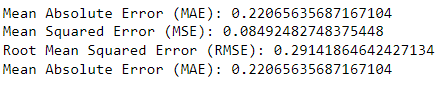 Mean Absolute Error (MAE): 0.22065635687167104
Mean Squared Error (MSE): 0.08492482748375448
Root Mean Squared Error (RMSE): 0.29141864642427134
Mean Absolute Error (MAE): 0.22065635687167104